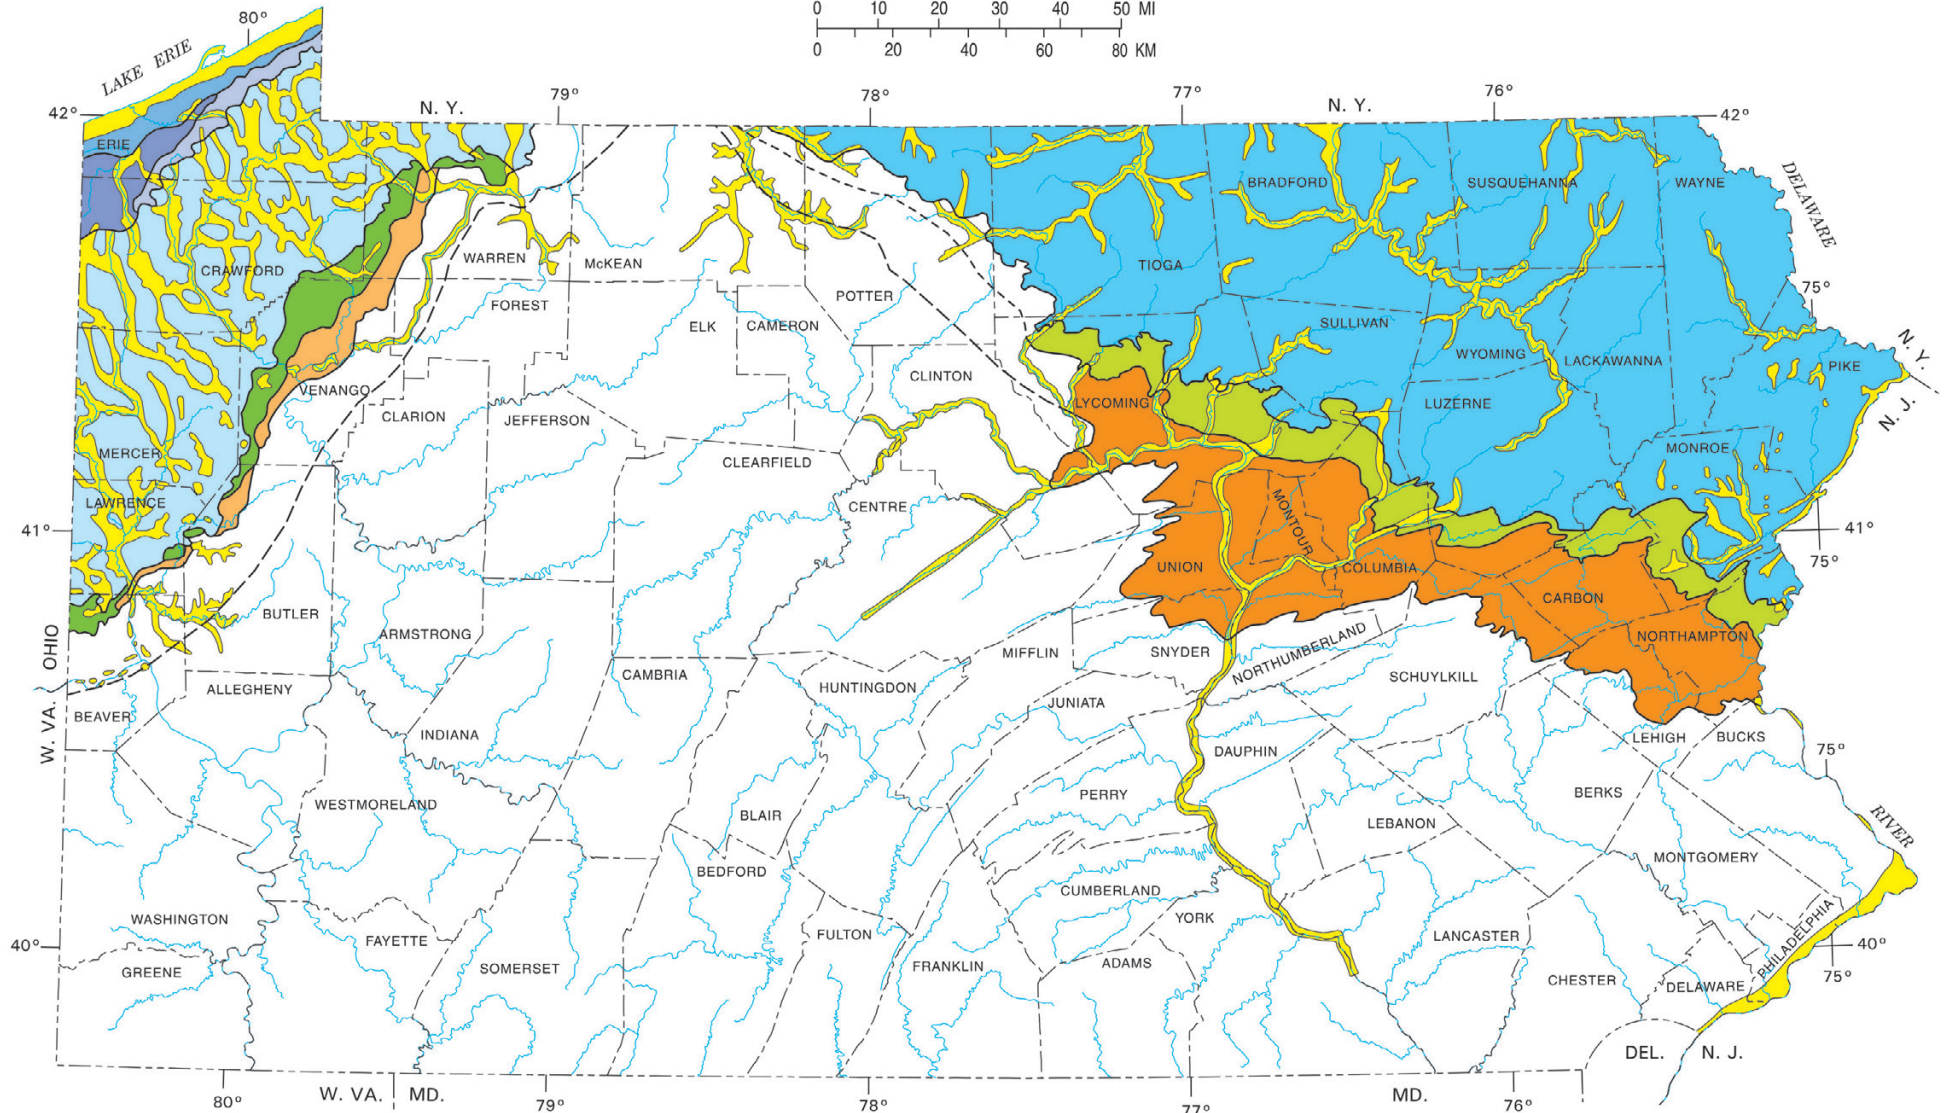 0 10 20 30 40 50 MI
0 20 40 60 80 KM
80°
LAKE ERIE
42°
N. Y.
79°
78°
77°
N. Y.
76°
42°
ERIE
CRAWFORD
WARREN
McKEAN
POTTER
TIOGA
BRADFORD
SUSQUEHANNA
WAYNE
DELAWARE
75°
FOREST
ELK
CAMERON
SULLIVAN
WYOMING
LACKAWANNA
PIKE
N. Y.
N. J.
VENANGO
CLARION
JEFFERSON
CLINTON
LYCOMING
LUZERNE
MERCER
CLEARFIELD
MONROE
LAWRENCE
CENTRE
MONTOUR
41°
41°
75°
UNION
COLUMBIA
CARBON
BUTLER
ARMSTRONG
NORTHAMPTON
OHIO
W. VA.
MIFFLIN
SNYDER
NORTHUMBERLAND
SCHUYLKILL
ALLEGHENY
CAMBRIA
HUNTINGDON
JUNIATA
BEAVER
INDIANA
DAUPHIN
LEHIGH
BUCKS
75°
WESTMORELAND
BLAIR
PERRY
LEBANON
BERKS
RIVER
MONTGOMERY
BEDFORD
CUMBERLAND
WASHINGTON
FAYETTE
FULTON
YORK
LANCASTER
PHILADELPHIA
40°
40°
75°
GREENE
SOMERSET
FRANKLIN
ADAMS
CHESTER
DELAWARE
DEL.
N. J.
80°
W. VA.
MD.
79°
78°
77°
MD.
76°